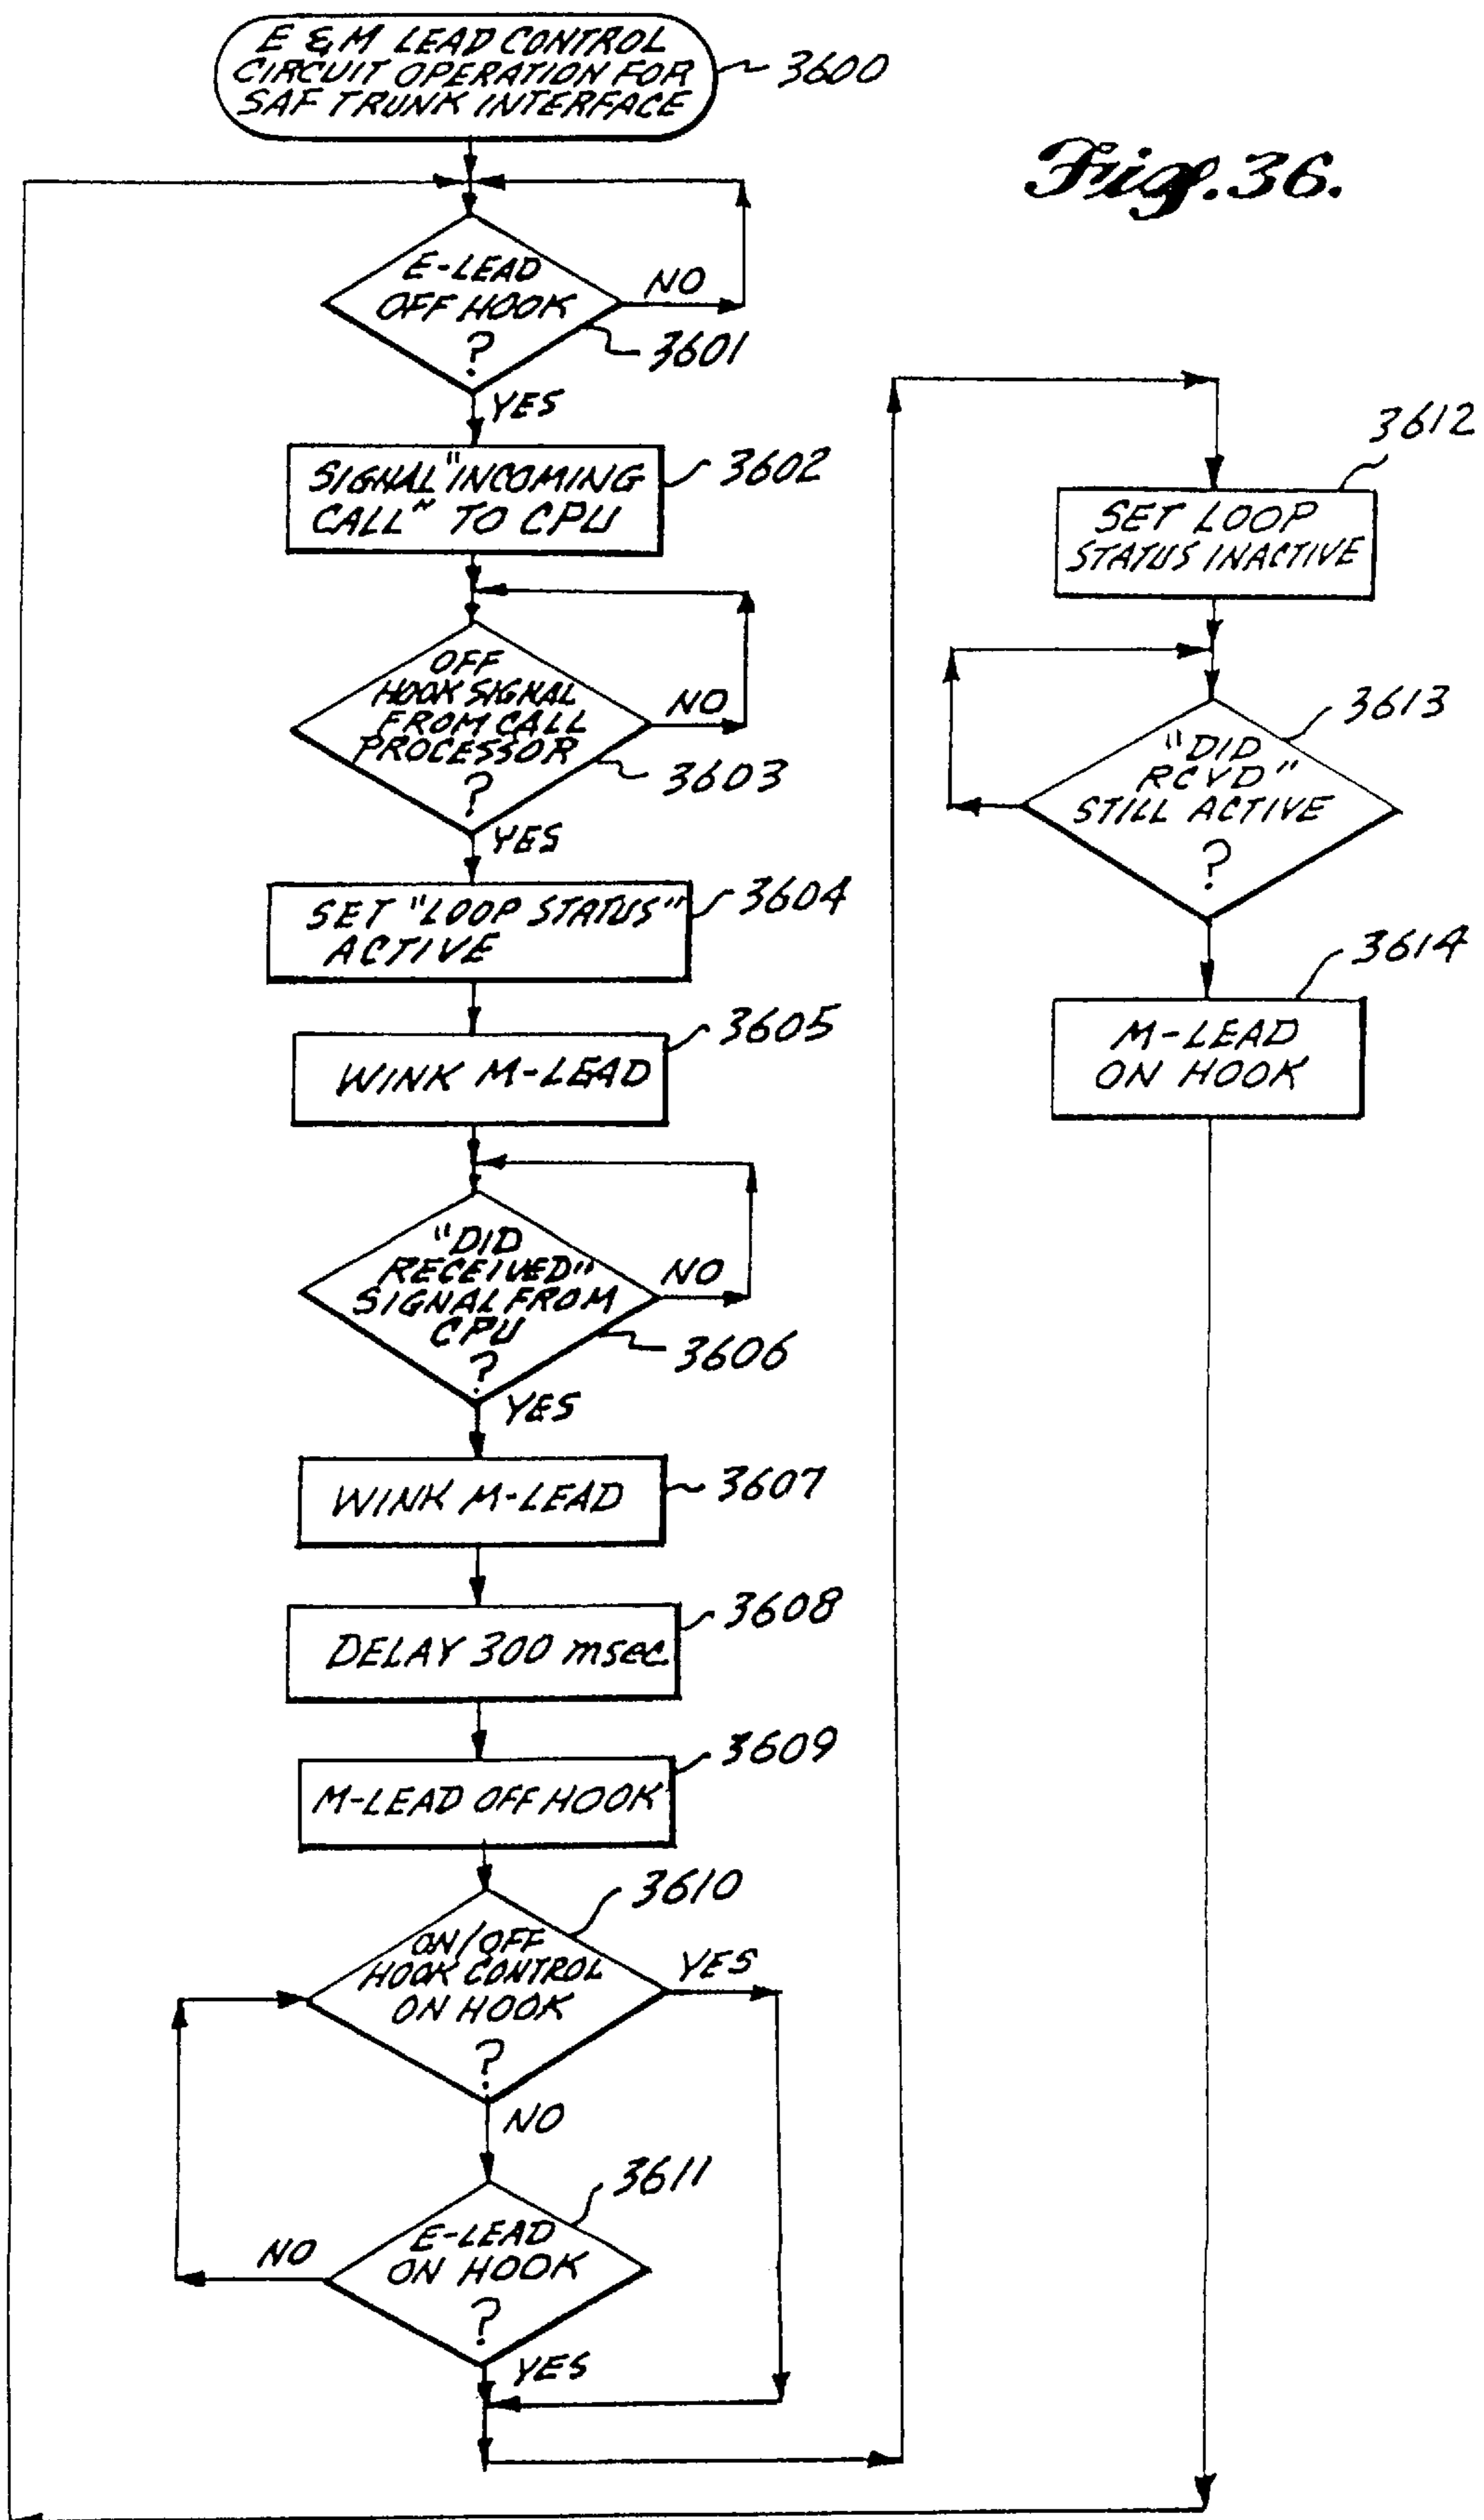 E & M LEAD CONTROL
CIRCUIT OPERATION FOR
SAF TRUNK INTERFACE
3600
Fig. 36.
E-LEAD
OFF HOOK
?
NO
3601
YES
SIGNAL "INCOMING
CALL" TO CPU
3602
OFF
HOOK SIGNAL
FROM CALL
PROCESSOR
?
NO
3603
YES
SET "LOOP STATUS"
ACTIVE
3604
WINK M-LEAD
3605
"DID
RECEIVED"
SIGNAL FROM
CPU
?
NO
3606
YES
WINK M-LEAD
3607
DELAY 300 msec.
3608
M-LEAD OFF HOOK
3609
ON/OFF
HOOK CONTROL
ON HOOK
?
3610
YES
NO
E-LEAD
ON HOOK
?
3611
NO
YES
SET LOOP
STATUS INACTIVE
3612
"DID
RCVD"
STILL ACTIVE
?
3613
M-LEAD
ON HOOK
3614